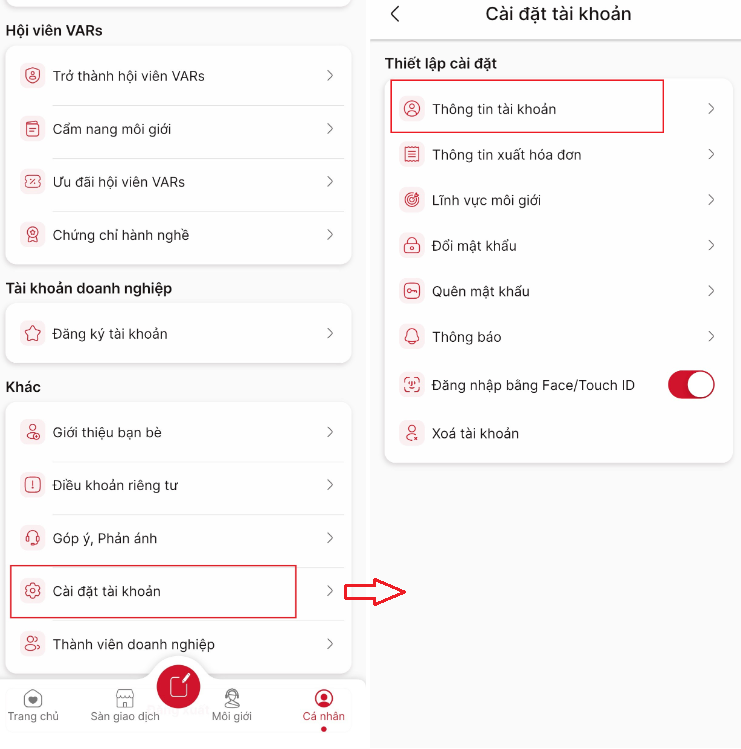 Hội viên VARs
Trở thành hội viên VARs
Cẩm nang môi giới
Ưu đãi hội viên VARs
Chứng chỉ hành nghề
Tài khoản doanh nghiệp
Đăng ký tài khoản
Khác
Giới thiệu bạn bè
Điều khoản riêng tư
Góp ý, Phản ánh
Cài đặt tài khoản
Thành viên doanh nghiệp
Trang chủ
Sàn giao dịch
Môi giới
Cá nhân
Cài đặt tài khoản
Thiết lập cài đặt
Thông tin tài khoản
Thông tin xuất hóa đơn
Lĩnh vực môi giới
Đổi mật khẩu
Quên mật khẩu
Thông báo
Đăng nhập bằng Face/Touch ID
Xoá tài khoản